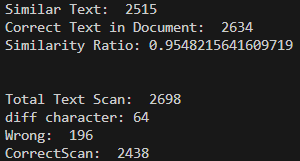 Similar Text:  2515
Correct Text in Document:  2634
Similarity Ratio: 0.9548215641609719
Total Text Scan:  2698
diff character: 64
Wrong:  196
CorrectScan:  2438